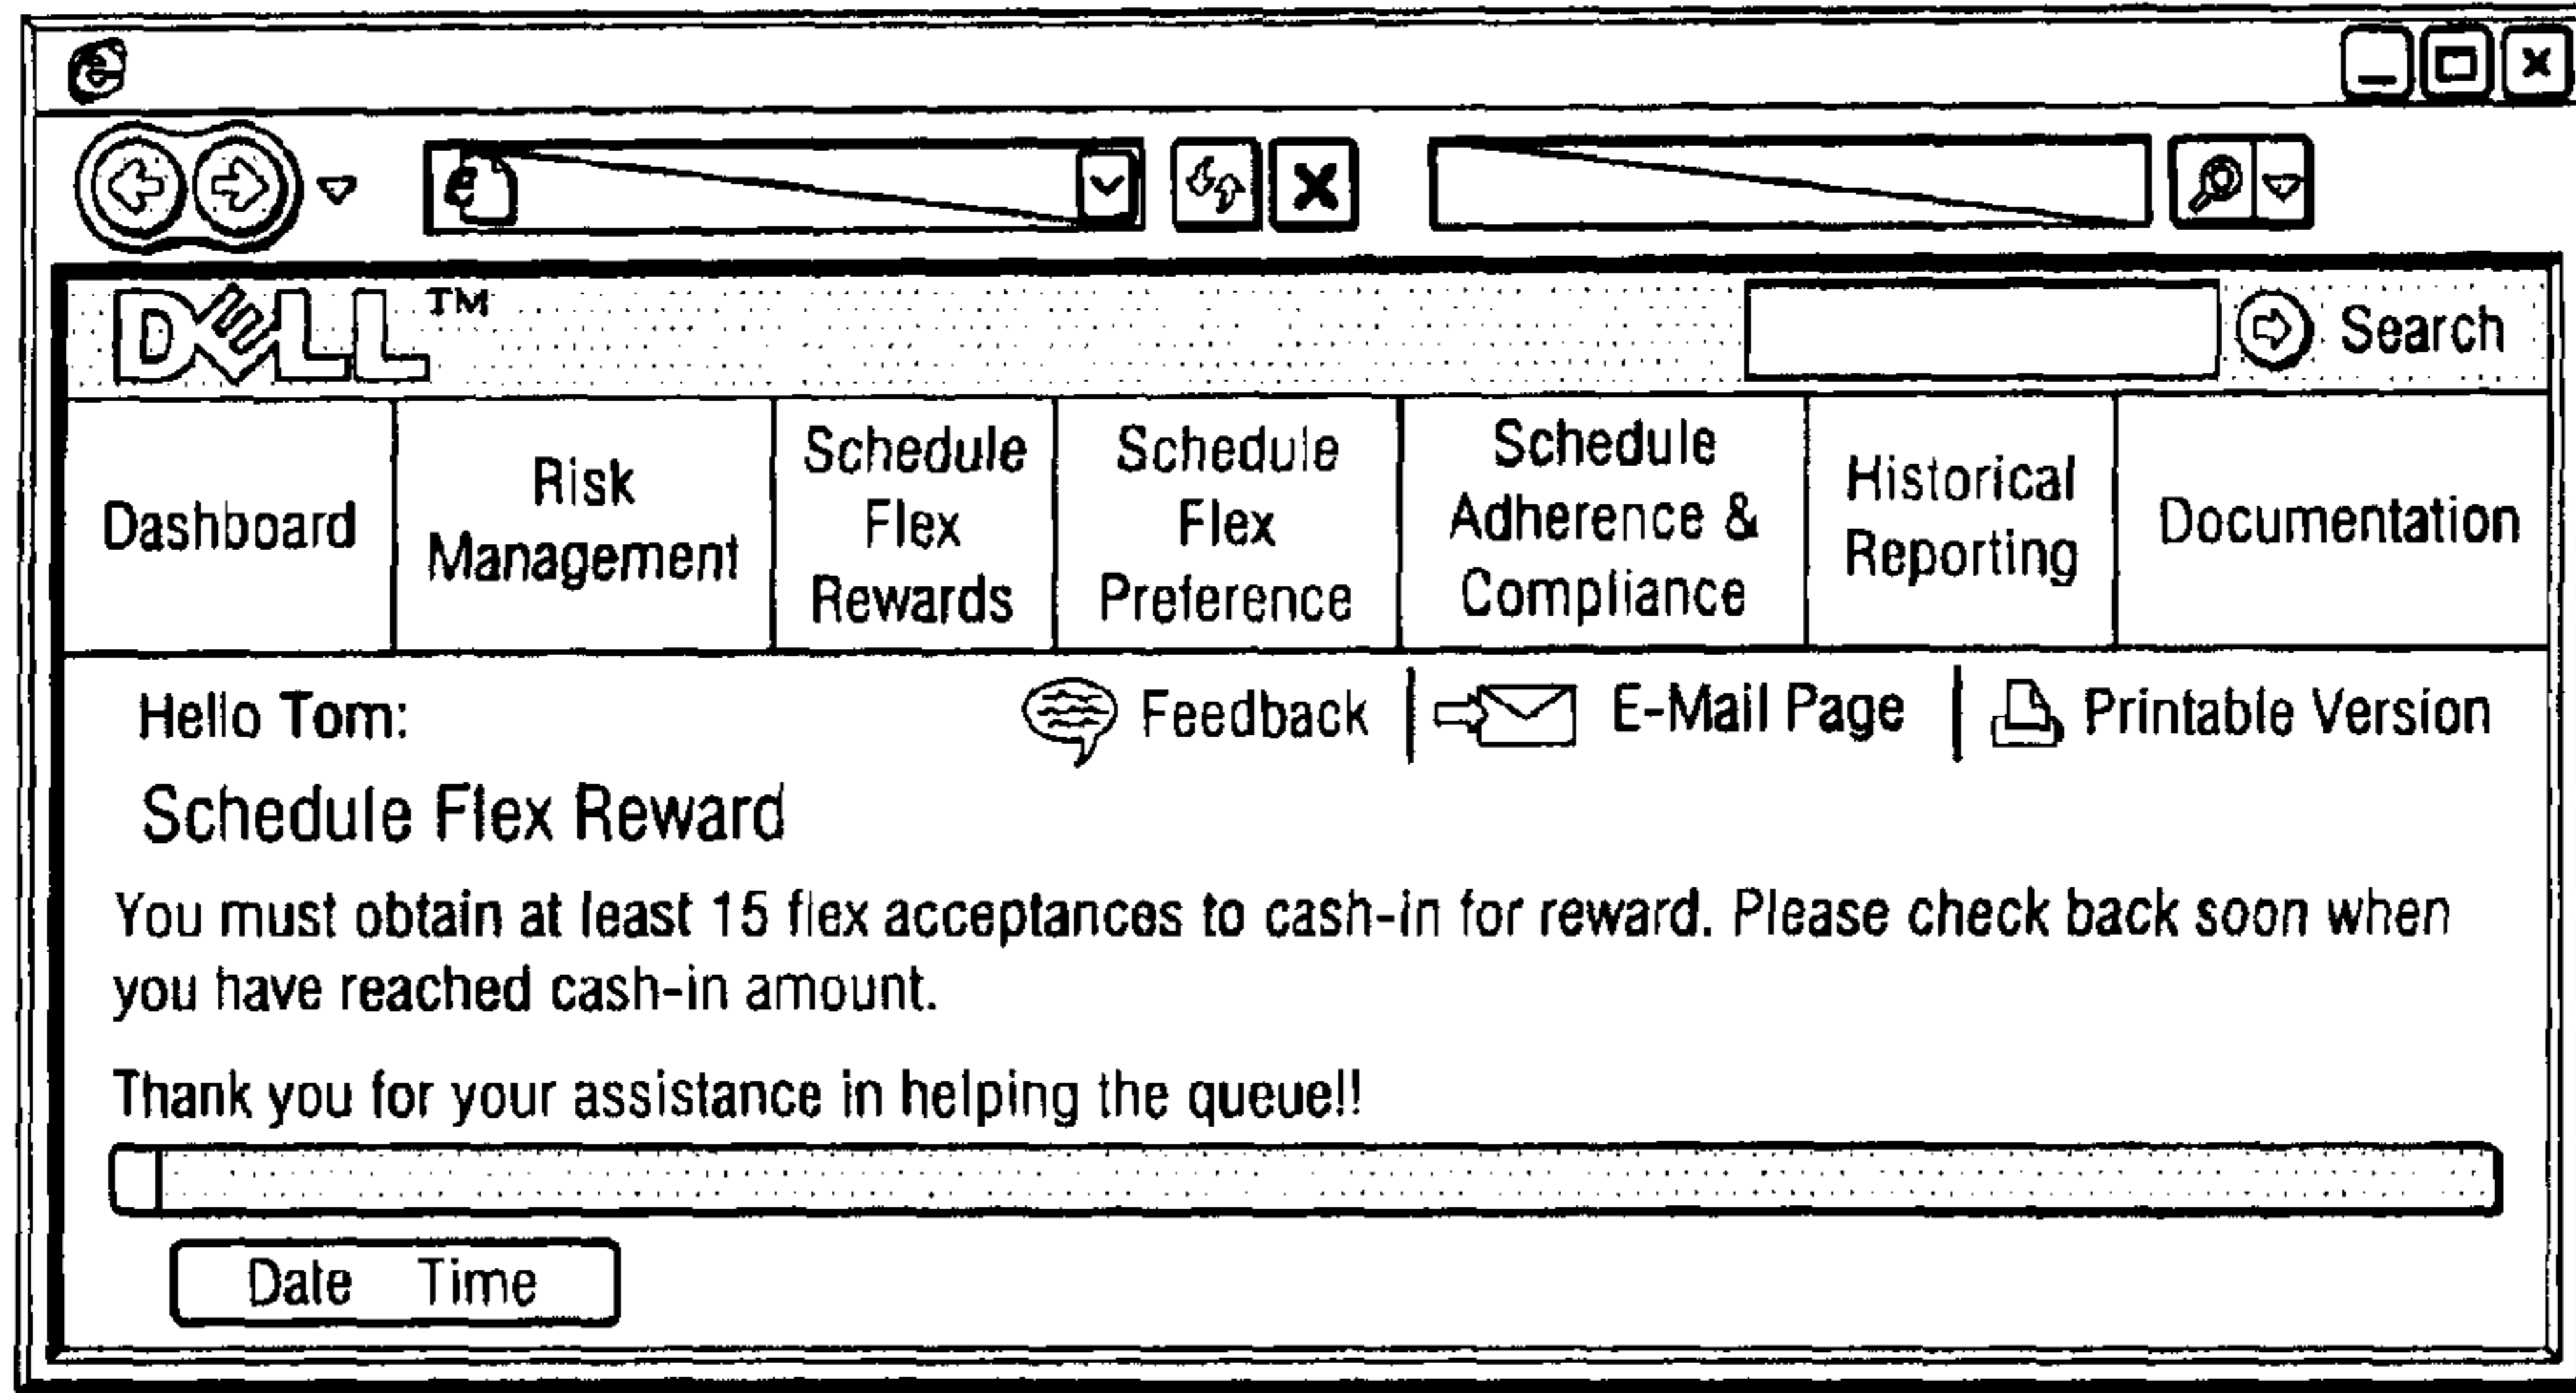 DELL™
Search
Dashboard
Risk
Management
Schedule
Flex
Rewards
Schedule
Flex
Preference
Schedule
Adherence &
Compliance
Historical
Reporting
Documentation
Hello Tom:
Feedback
E-Mail Page
Printable Version
Schedule Flex Reward
You must obtain at least 15 flex acceptances to cash-in for reward. Please check back soon when
you have reached cash-in amount.
Thank you for your assistance in helping the queue!!
Date Time